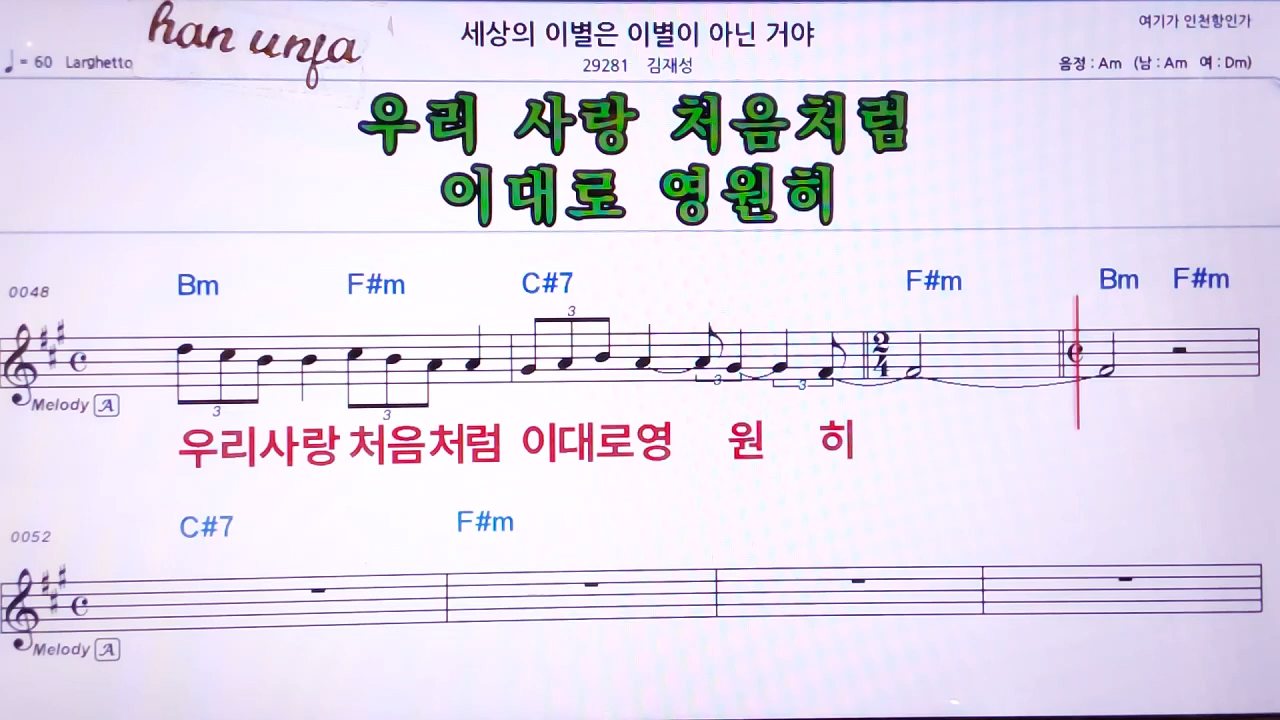 han unja
세상의 이별은 이별이 아닌 거야
여기가 인천항인가
♩= 60 Larghetto
29281 김재성
음정 : Am (남 : Am 여 : Dm)
우리 사랑 처음처럼
이대로 영원히
0048
Bm F#m C#7 F#m Bm F#m
3
2
4
3 3 3 3
Melody A
우리사랑 처음처럼 이대로영 원 히
0052
C#7 F#m
Melody A